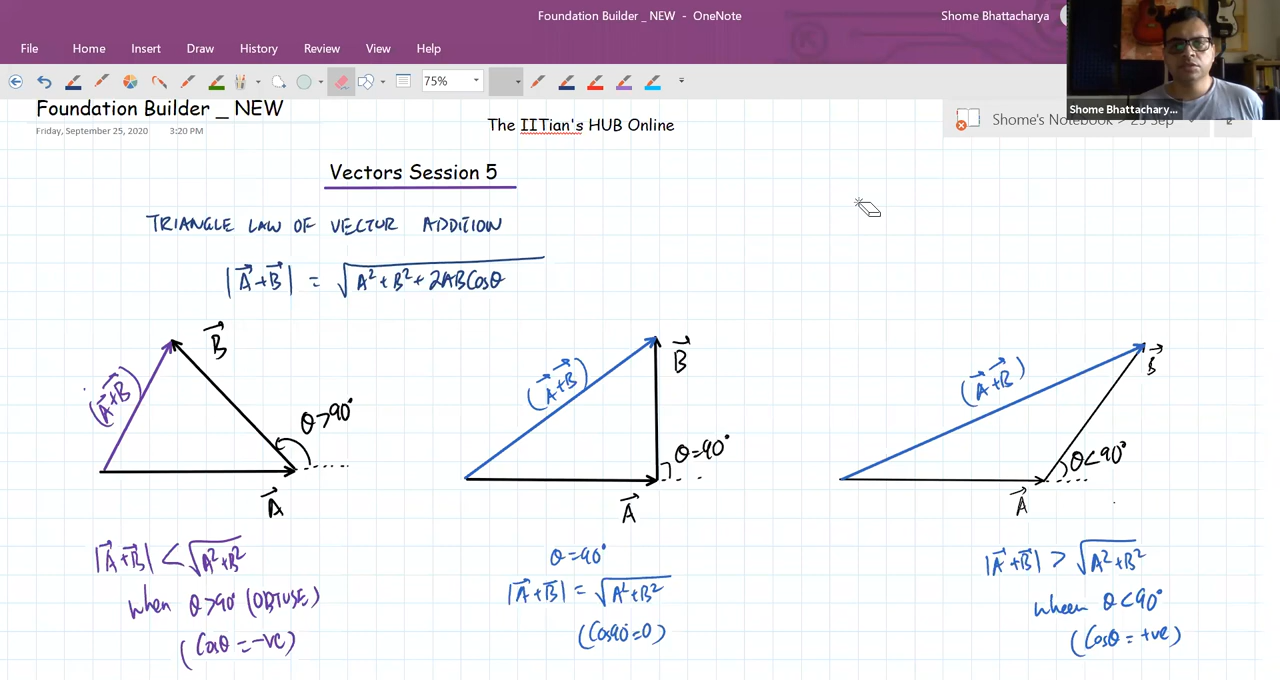 Foundation Builder _ NEW - OneNote
Shome Bhattacharya
File Home Insert Draw History Review View Help
75%
Shome Bhattachary...
Foundation Builder _ NEW
Friday, September 25, 2020 3:20 PM
The IITian's HUB Online
Shome's Notebook > 25 Sep
Vectors Session 5
TRIANGLE LAW OF VECTOR ADDITION
|A⃗+B⃗| = √A²+B²+2ABCosθ
B⃗
(A⃗+B⃗)
θ>90°
A⃗
|A⃗+B⃗| < √A²+B²
When θ>90° (OBTUSE)
(Cosθ = -ve)
B⃗
(A⃗+B⃗)
θ=90°
A⃗
θ=90°
|A⃗+B⃗| = √A²+B²
(Cos90=0)
B⃗
(A⃗+B⃗)
θ<90°
A⃗
|A⃗+B⃗| > √A²+B²
wheen θ<90°
(Cosθ = +ve)